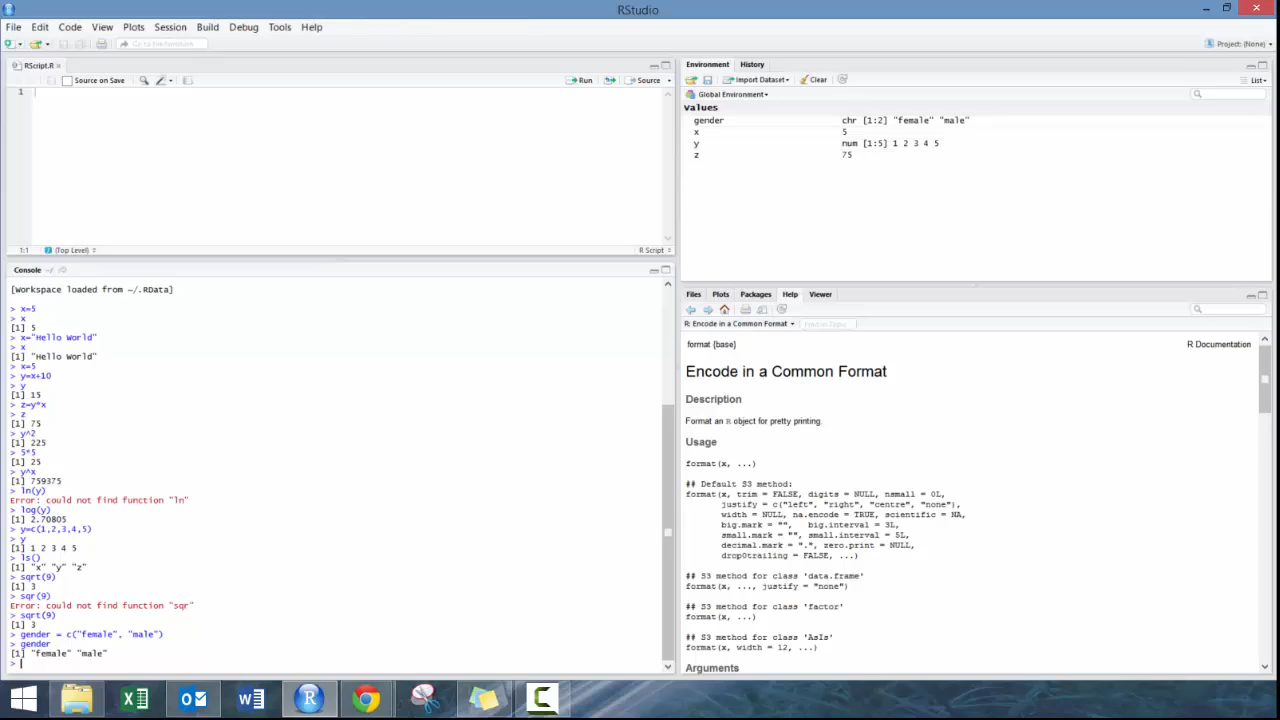 RStudio
File Edit Code View Plots Session Build Debug Tools Help
Go to file/function
Project: (None)
RScript.R
Source on Save
Run
Source
1
1:1
(Top Level)
R Script
Console ~/
[Workspace loaded from ~/.RData]
> x=5
> x
[1] 5
> x="Hello World"
> x
[1] "Hello World"
> x=5
> y=x+10
> y
[1] 15
> z=y*x
> z
[1] 75
> y^2
[1] 225
> 5*5
[1] 25
> y^x
[1] 759375
> ln(y)
Error: could not find function "ln"
> log(y)
[1] 2.70805
> y=c(1,2,3,4,5)
> y
[1] 1 2 3 4 5
> ls()
[1] "x" "y" "z"
> sqrt(9)
[1] 3
> sqr(9)
Error: could not find function "sqr"
> sqrt(9)
[1] 3
> gender = c("female", "male")
> gender
[1] "female" "male"
>
Environment History
Import Dataset
Clear
List
Global Environment
Values
gender chr [1:2] "female" "male"
x 5
y num [1:5] 1 2 3 4 5
z 75
Files Plots Packages Help Viewer
R: Encode in a Common Format
Find in Topic
format {base}
R Documentation
Encode in a Common Format
Description
Format an R object for pretty printing.
Usage
format(x, ...)
## Default S3 method:
format(x, trim = FALSE, digits = NULL, nsmall = 0L,
justify = c("left", "right", "centre", "none"),
width = NULL, na.encode = TRUE, scientific = NA,
big.mark = "", big.interval = 3L,
small.mark = "", small.interval = 5L,
decimal.mark = ".", zero.print = NULL,
drop0trailing = FALSE, ...)
## S3 method for class 'data.frame'
format(x, ..., justify = "none")
## S3 method for class 'factor'
format(x, ...)
## S3 method for class 'AsIs'
format(x, width = 12, ...)
Arguments